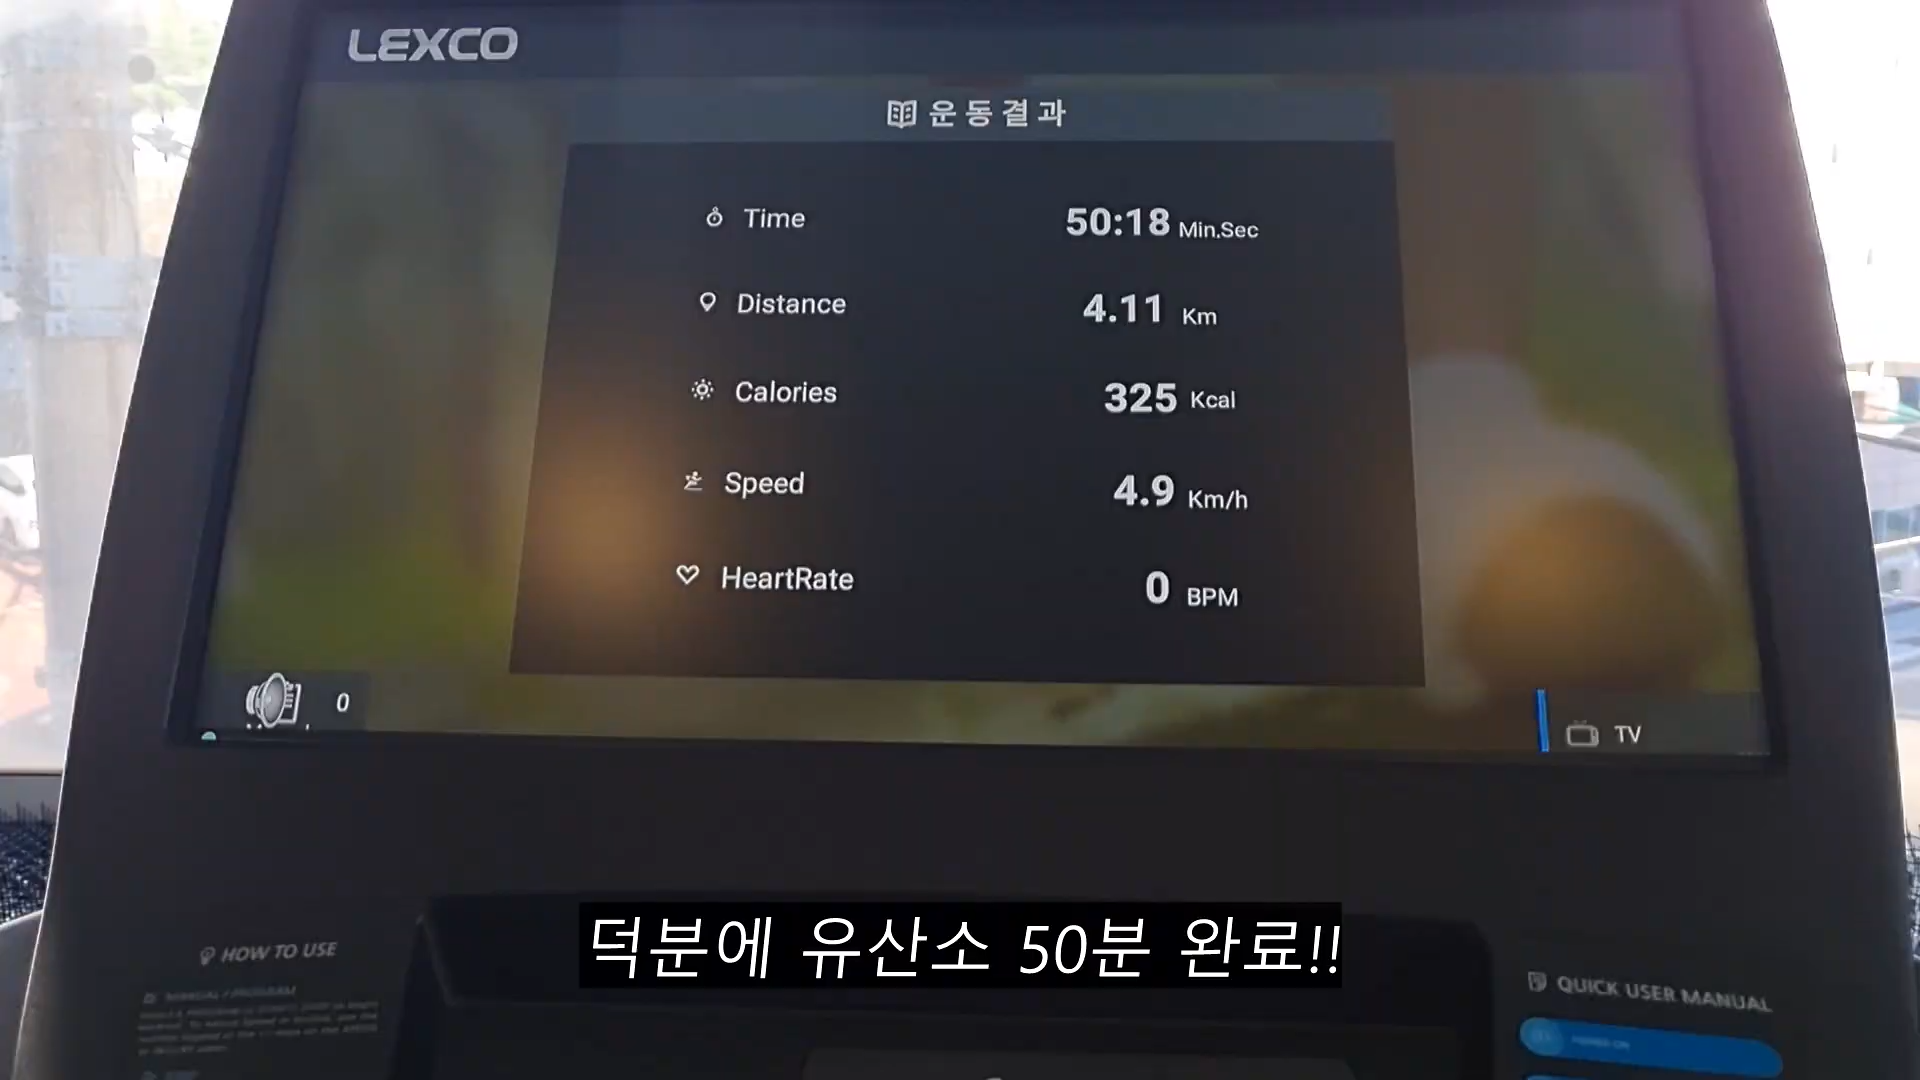 LEXCO
운동결과
Time 50:18 Min.Sec
Distance 4.11 Km
Calories 325 Kcal
Speed 4.9 Km/h
HeartRate 0 BPM
0
TV
덕분에 유산소 50분 완료!!
HOW TO USE
MANUAL / PROGRAM
QUICK USER MANUAL